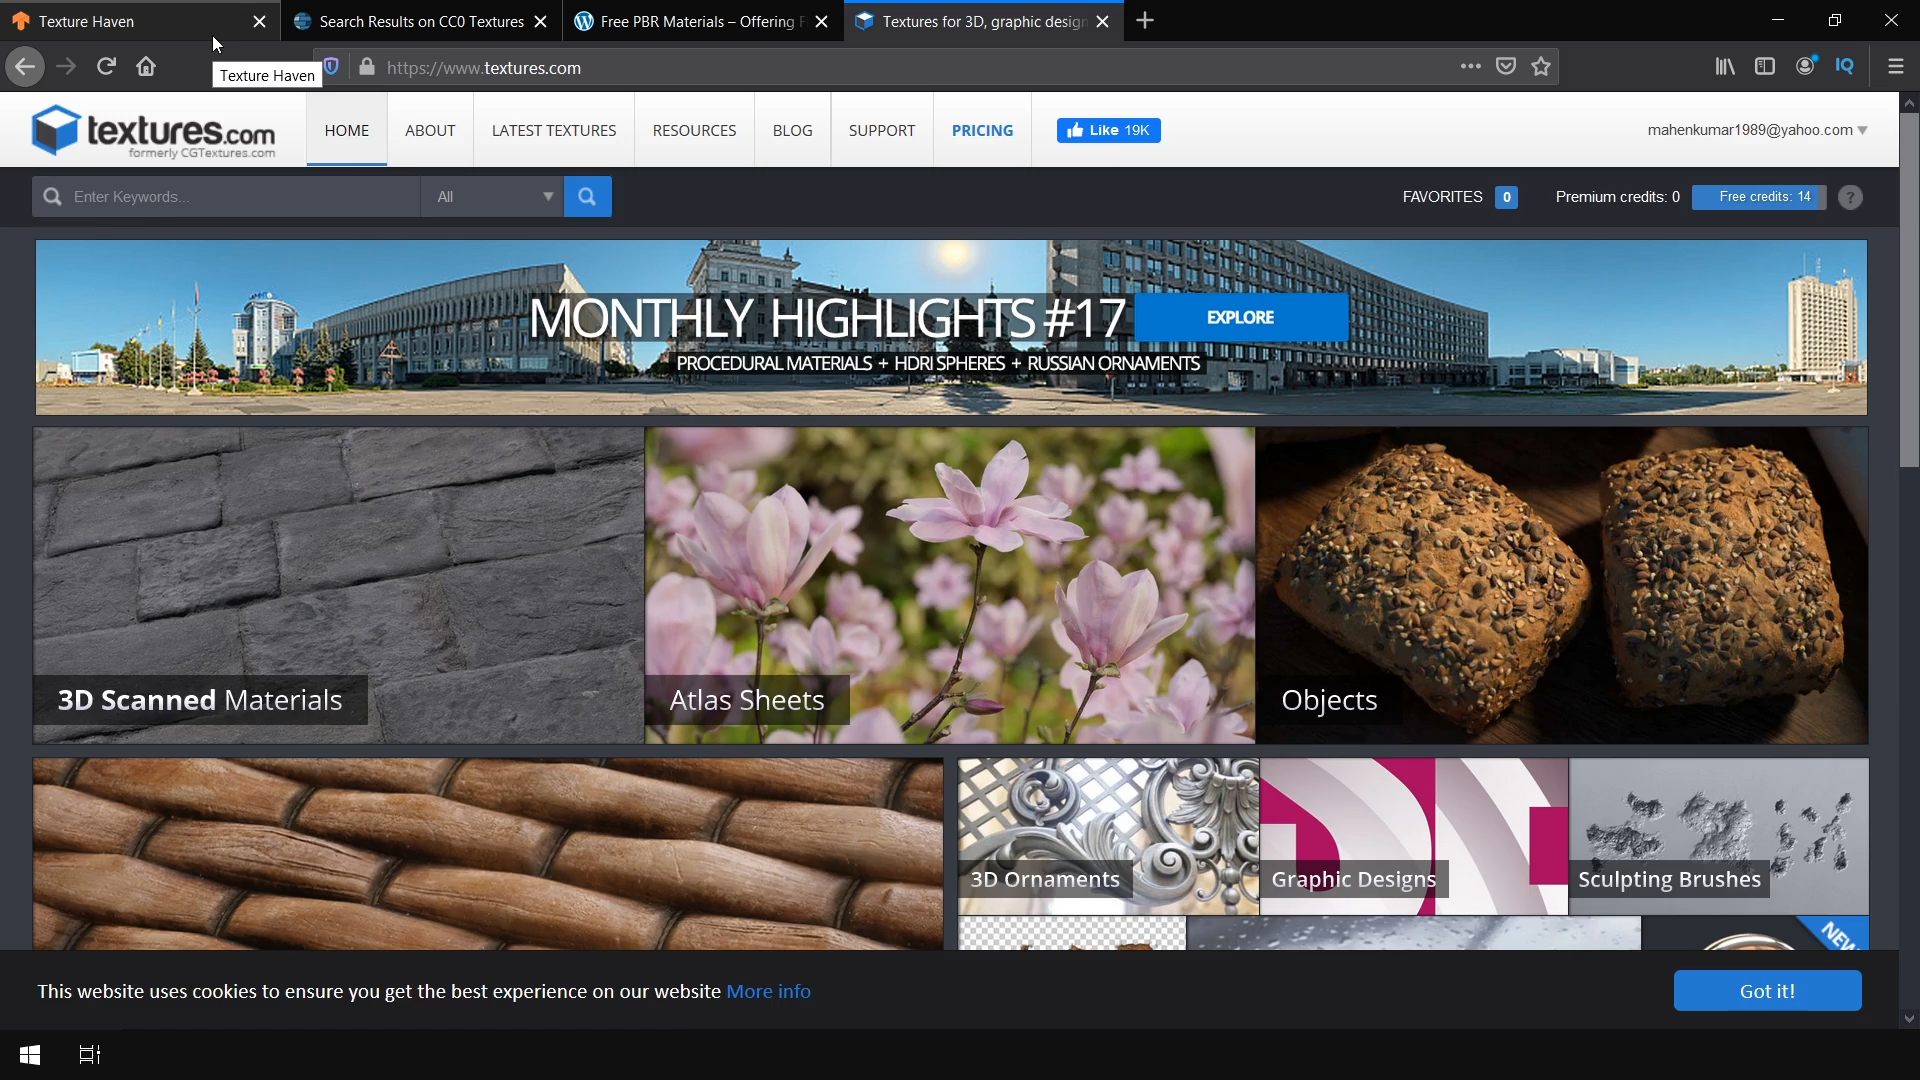 Texture Haven
Search Results on CC0 Textures
Free PBR Materials – Offering F
Textures for 3D, graphic design
Texture Haven
https://www.textures.com
IQ
textures.com
formerly CGTextures.com
HOME
ABOUT
LATEST TEXTURES
RESOURCES
BLOG
SUPPORT
PRICING
Like 19K
mahenkumar1989@yahoo.com
Enter Keywords...
All
FAVORITES 0
Premium credits: 0
Free credits: 14
?
MONTHLY HIGHLIGHTS #17
EXPLORE
PROCEDURAL MATERIALS + HDRI SPHERES + RUSSIAN ORNAMENTS
3D Scanned Materials
Atlas Sheets
Objects
3D Ornaments
Graphic Designs
Sculpting Brushes
NEW
This website uses cookies to ensure you get the best experience on our website More info
Got it!